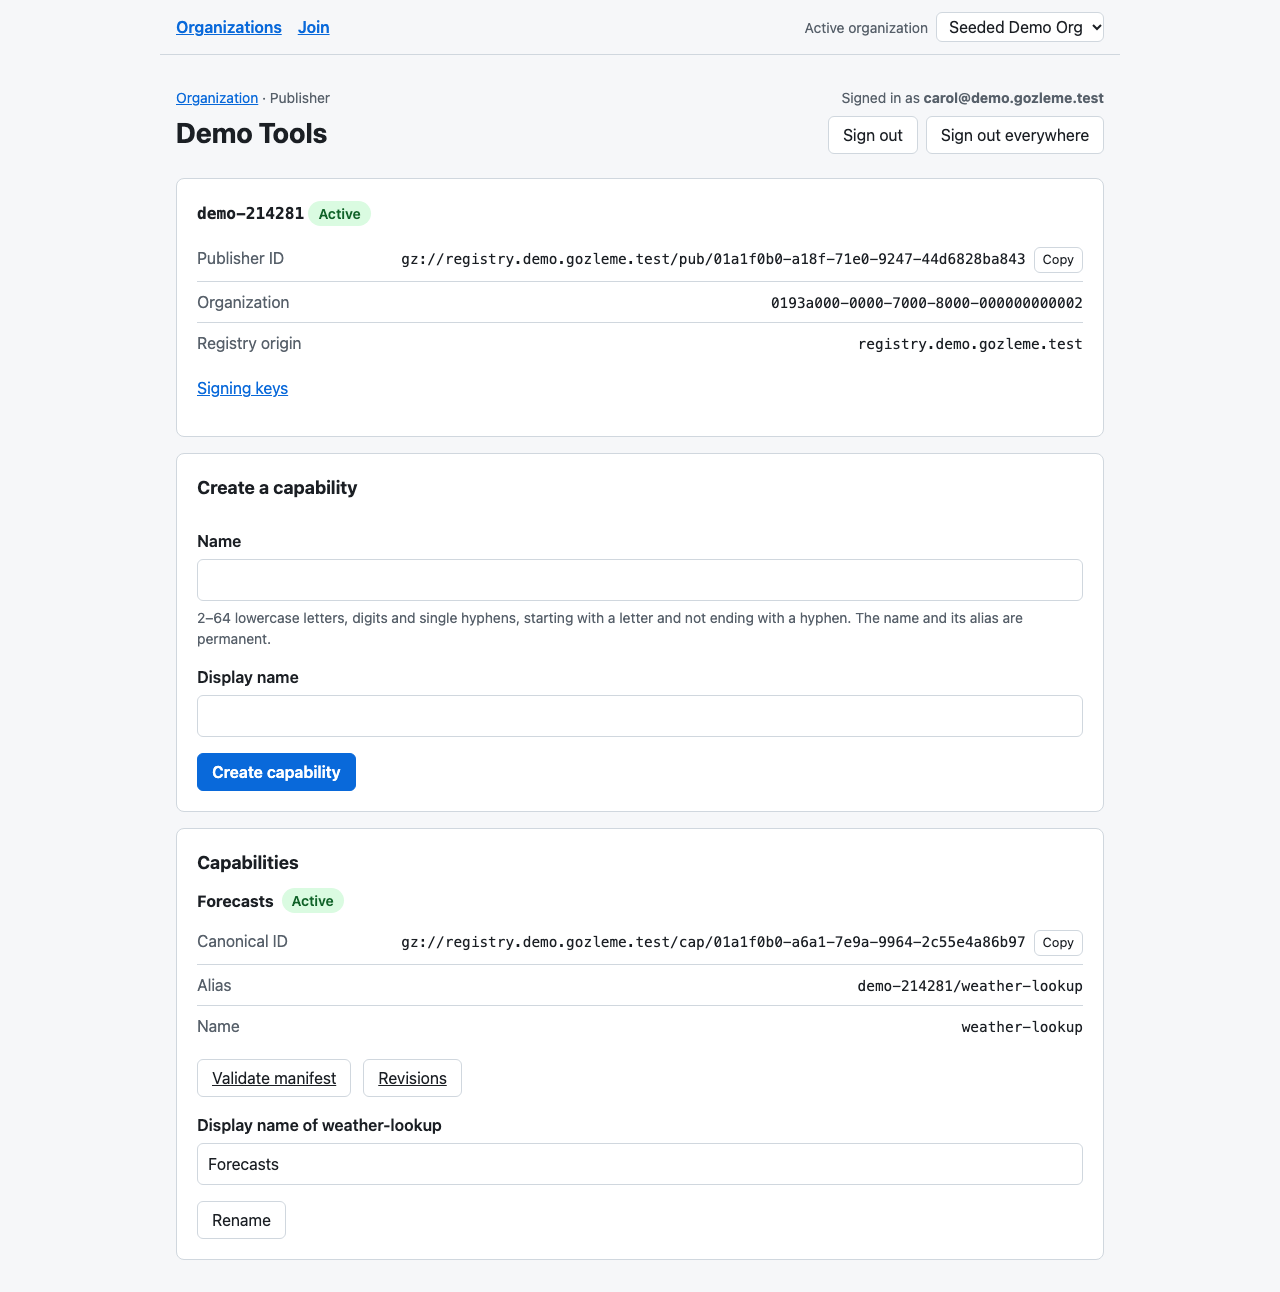 Organizations Join Active organization Seeded Demo Org
Organization · Publisher Signed in as carol@demo.gozleme.test
Demo Tools Sign out Sign out everywhere
demo-214281 Active
Publisher ID gz://registry.demo.gozleme.test/pub/01a1f0b0-a18f-71e0-9247-44d6828ba843 Copy
Organization 0193a000-0000-7000-8000-000000000002
Registry origin registry.demo.gozleme.test
Signing keys
Create a capability
Name
2–64 lowercase letters, digits and single hyphens, starting with a letter and not ending with a hyphen. The name and its alias are
permanent.
Display name
Create capability
Capabilities
Forecasts Active
Canonical ID gz://registry.demo.gozleme.test/cap/01a1f0b0-a6a1-7e9a-9964-2c55e4a86b97 Copy
Alias demo-214281/weather-lookup
Name weather-lookup
Validate manifest Revisions
Display name of weather-lookup
Forecasts
Rename